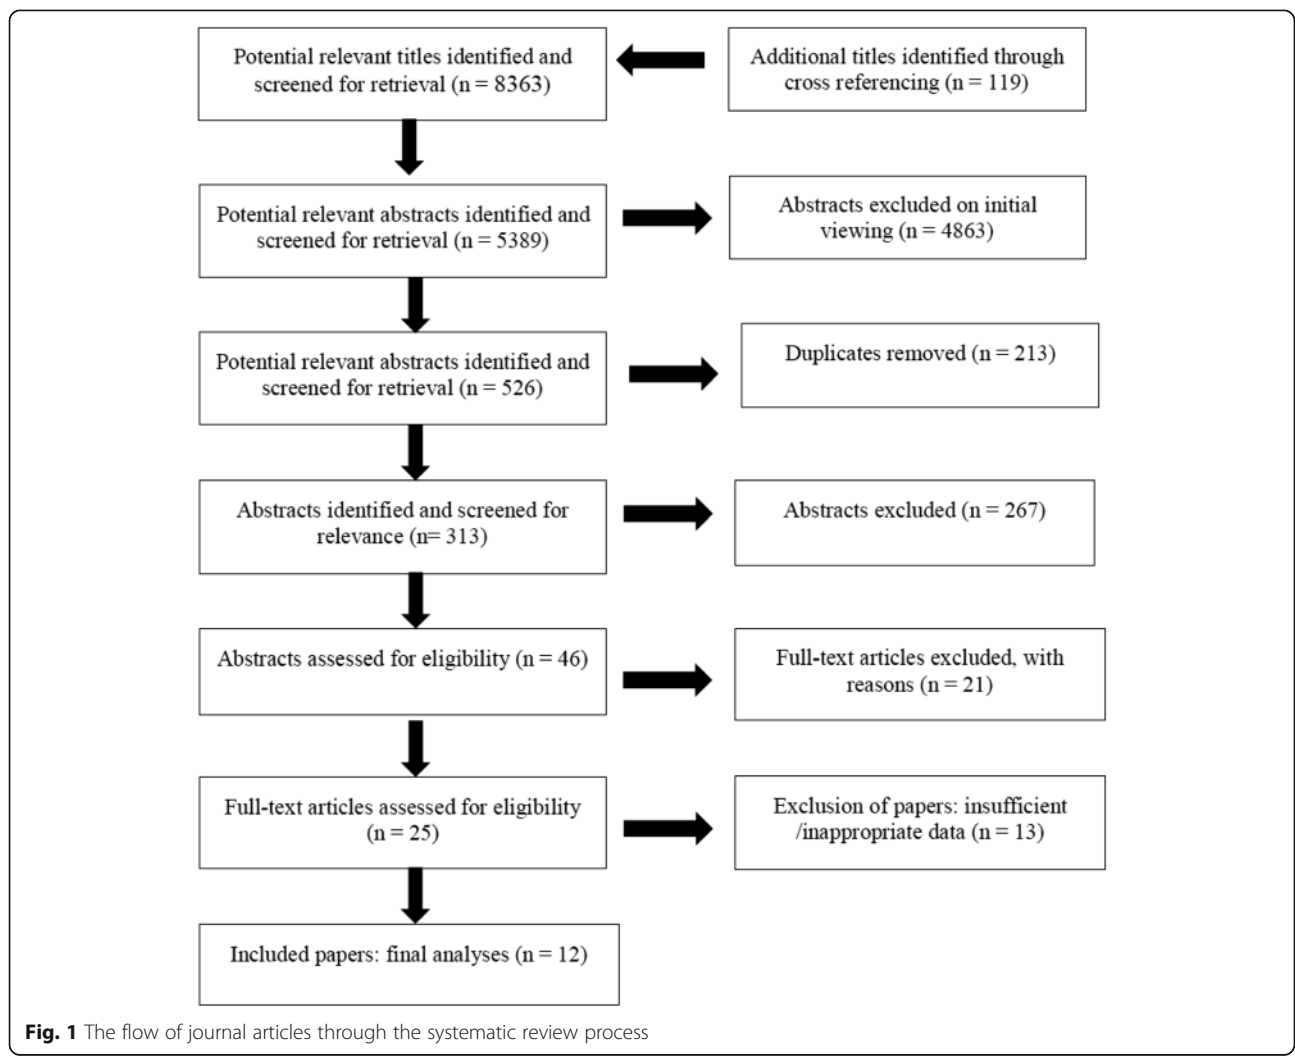 Potential relevant titles identified and
screened for retrieval (n = 8363)
Additional titles identified through
cross referencing (n = 119)
Potential relevant abstracts identified and
screened for retrieval (n = 5389)
Abstracts excluded on initial
viewing (n = 4863)
Potential relevant abstracts identified and
screened for retrieval (n = 526)
Duplicates removed (n = 213)
Abstracts identified and screened for
relevance (n= 313)
Abstracts excluded (n = 267)
Abstracts assessed for eligibility (n = 46)
Full-text articles excluded, with
reasons (n = 21)
Full-text articles assessed for eligibility
(n = 25)
Exclusion of papers: insufficient
/inappropriate data (n = 13)
Included papers: final analyses (n = 12)
Fig. 1 The flow of journal articles through the systematic review process